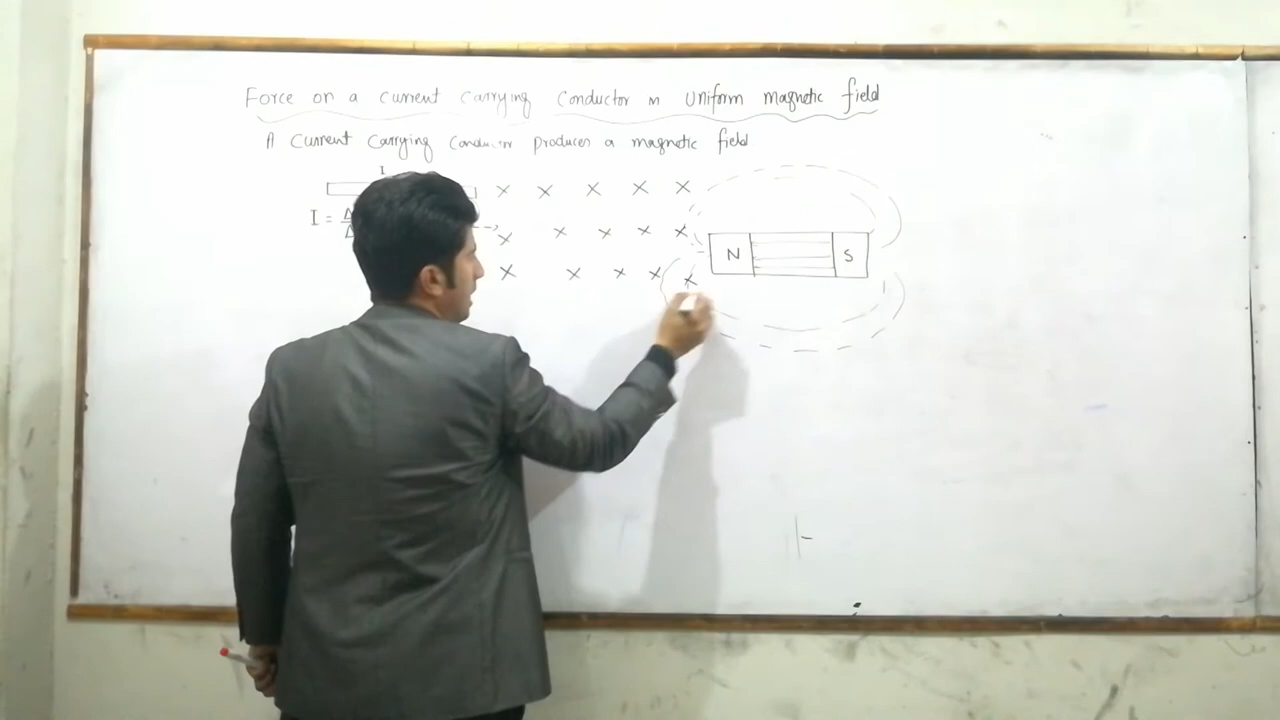 Force on a current carrying conductor in uniform magnetic field
A current carrying conductor produces a magnetic field
I
I = Δ
Δ
× × × × ×
× × × × ×
× × × × ×
N S